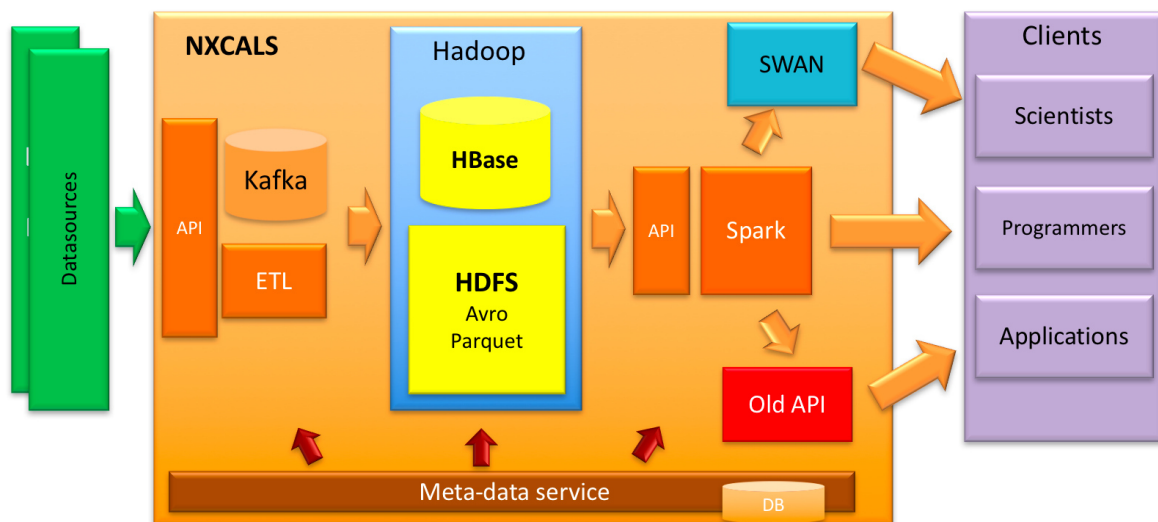 NXCALS
Datasources
API
Kafka
ETL
Hadoop
HBase
HDFS
Avro
Parquet
API
Spark
SWAN
Old API
Clients
Scientists
Programmers
Applications
Meta-data service
DB